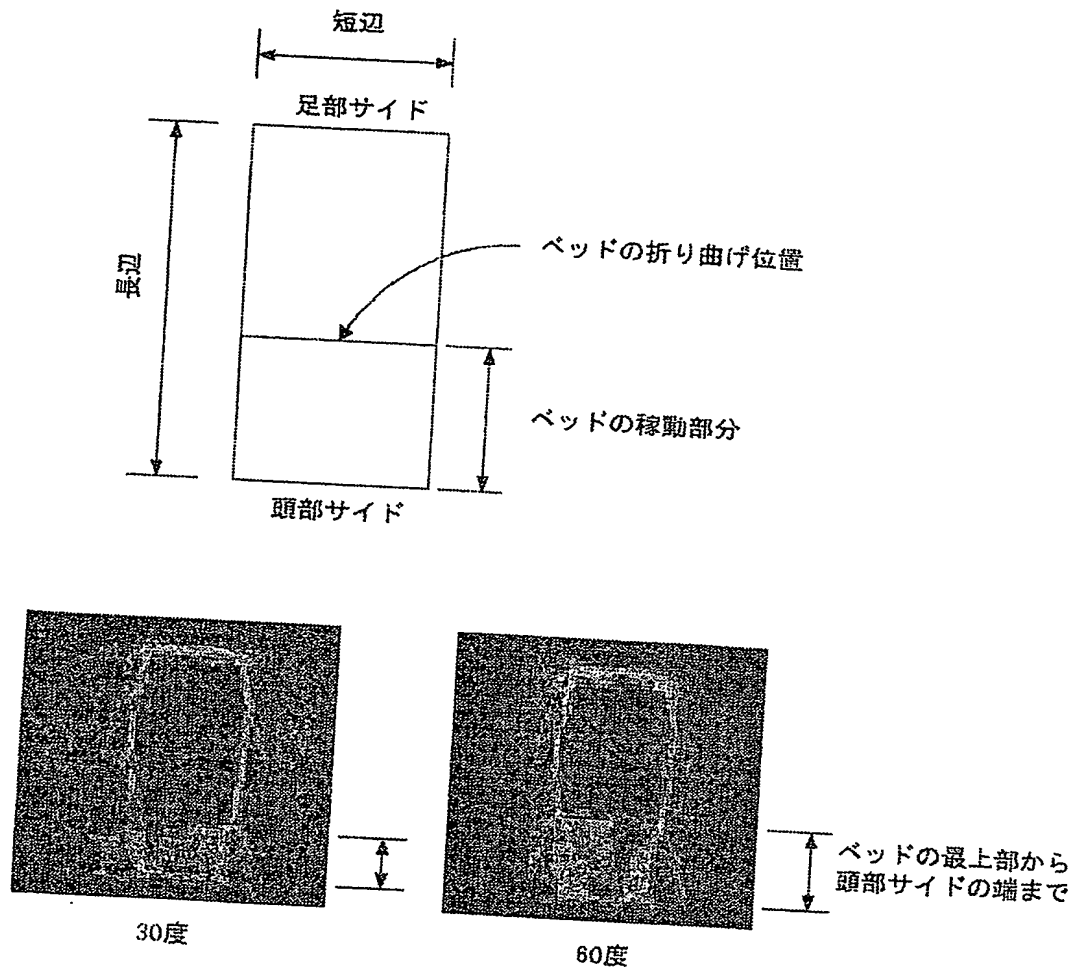 短辺
足部サイド
長辺
ベッドの折り曲げ位置
ベッドの稼動部分
頭部サイド
ベッドの最上部から
頭部サイドの端まで
30度
60度